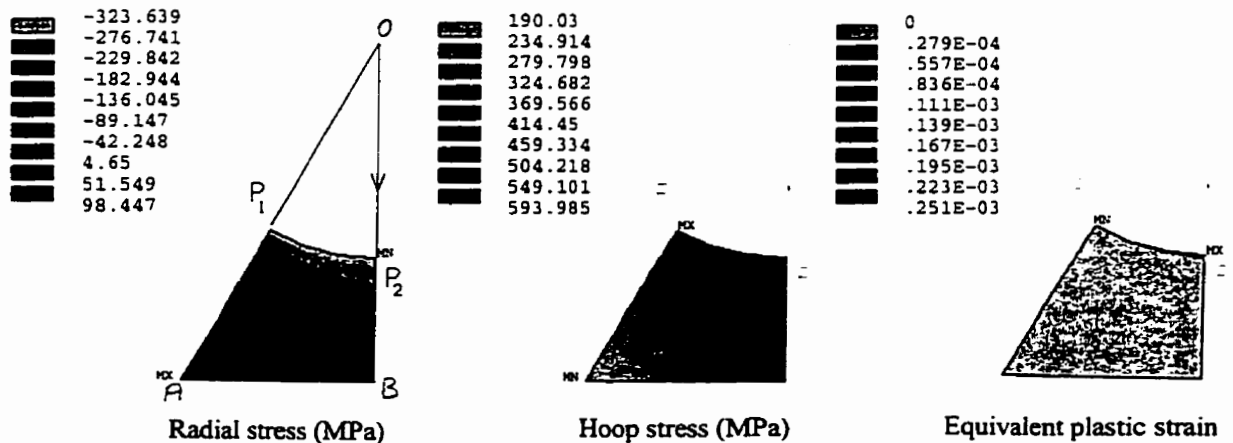 -323.639
-276.741
-229.842
-182.944
-136.045
-89.147
-42.248
4.65
51.549
98.447
O
P1
MN
P2
MX
A
B
Radial stress (MPa)
190.03
234.914
279.798
324.682
369.566
414.45
459.334
504.218
549.101
593.985
MX
MN
Hoop stress (MPa)
0
.279E-04
.557E-04
.836E-04
.111E-03
.139E-03
.167E-03
.195E-03
.223E-03
.251E-03
MN
MX
Equivalent plastic strain